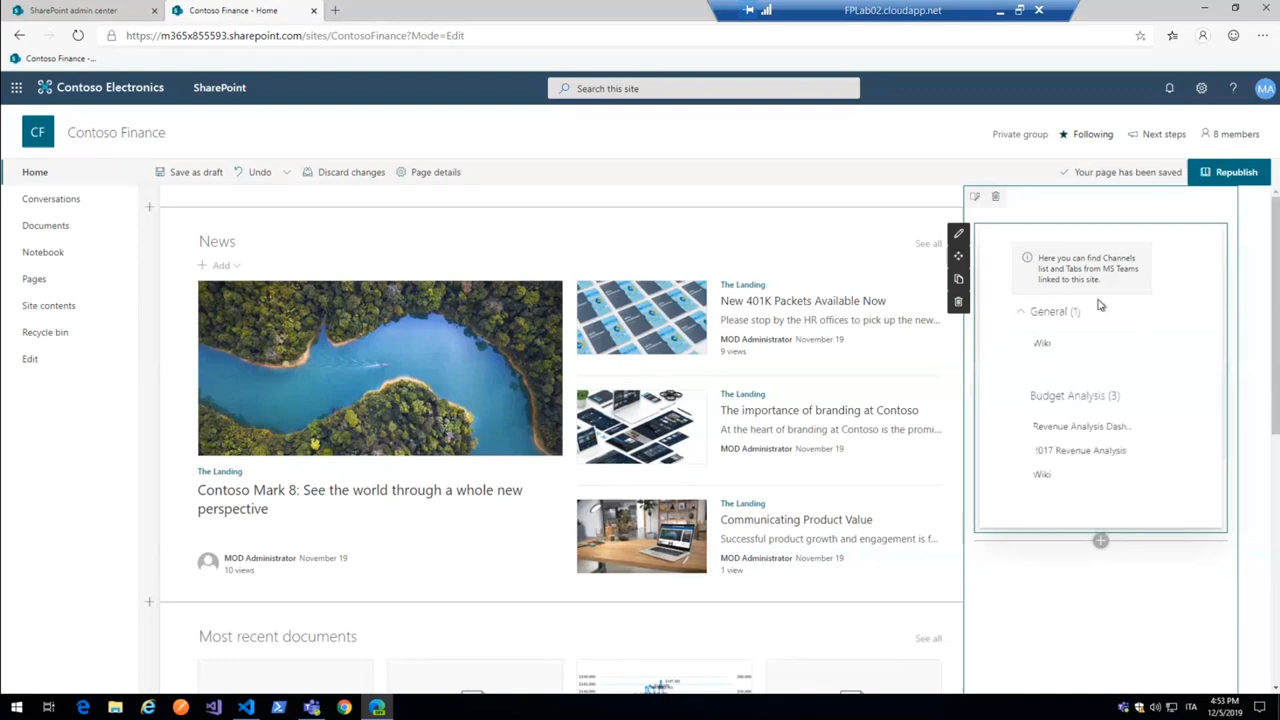 SharePoint admin center
Contoso Finance - Home
FPLab02.cloudapp.net
https://m365x855593.sharepoint.com/sites/ContosoFinance?Mode=Edit
Contoso Finance -...
Contoso Electronics
SharePoint
Search this site
MA
CF
Contoso Finance
Private group
Following
Next steps
8 members
Home
Save as draft
Undo
Discard changes
Page details
Your page has been saved
Republish
Conversations
Documents
Notebook
Pages
Site contents
Recycle bin
Edit
News
See all
Add
The Landing
Contoso Mark 8: See the world through a whole new
perspective
MOD Administrator November 19
10 views
The Landing
New 401K Packets Available Now
Please stop by the HR offices to pick up the new...
MOD Administrator November 19
9 views
The Landing
The importance of branding at Contoso
At the heart of branding at Contoso is the promi...
MOD Administrator November 19
The Landing
Communicating Product Value
Successful product growth and engagement is f...
MOD Administrator November 19
1 view
Here you can find Channels
list and Tabs from MS Teams
linked to this site.
General (1)
Wiki
Budget Analysis (3)
Revenue Analysis Dash...
2017 Revenue Analysis
Wiki
Most recent documents
See all
ITA
4:53 PM
12/5/2019